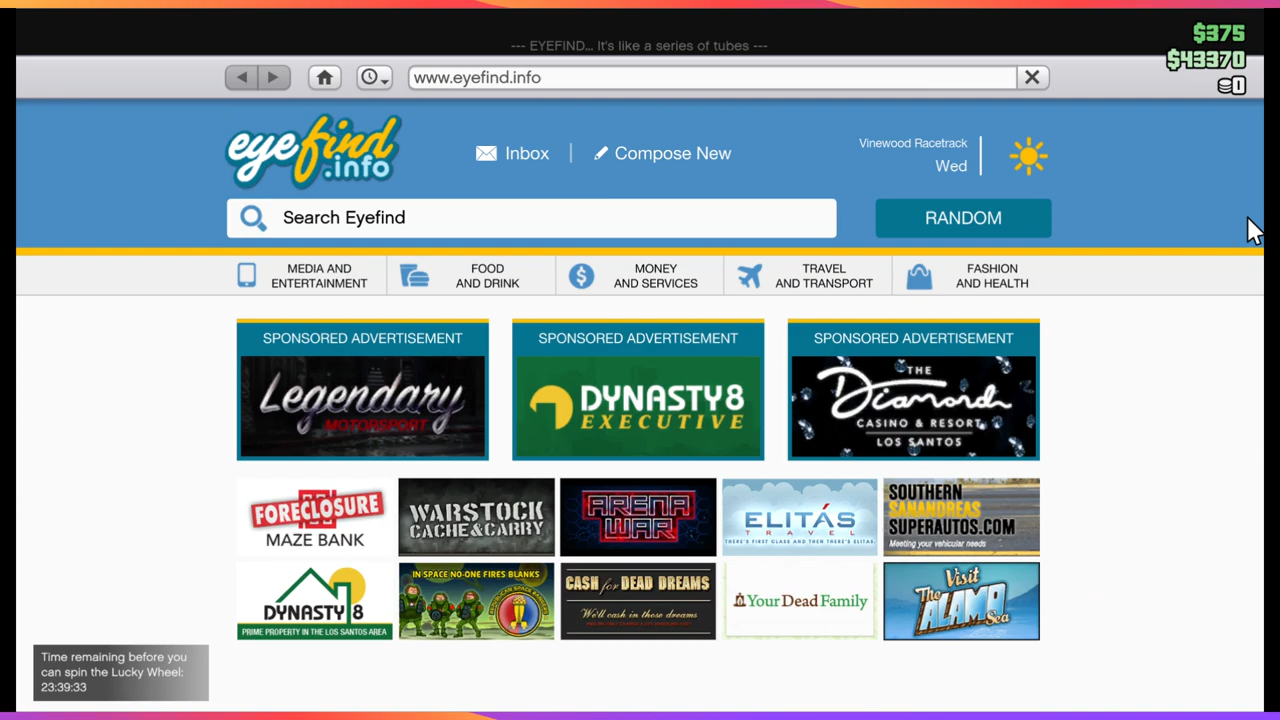 --- EYEFIND... It's like a series of tubes ---
$375
$43370
0
www.eyefind.info
eyefind
.info
Inbox
Compose New
Vinewood Racetrack
Wed
Search Eyefind
RANDOM
MEDIA AND
ENTERTAINMENT
FOOD
AND DRINK
MONEY
AND SERVICES
TRAVEL
AND TRANSPORT
FASHION
AND HEALTH
SPONSORED ADVERTISEMENT
Legendary
MOTORSPORT
SPONSORED ADVERTISEMENT
DYNASTY8
EXECUTIVE
SPONSORED ADVERTISEMENT
THE
Diamond
CASINO & RESORT
LOS SANTOS
FORECLOSURE
MAZE BANK
WARSTOCK
CACHE&CARRY
ARENA
WAR
ELITÁS
TRAVEL
THERE'S FIRST CLASS AND THEN THERE'S ELITÁS.
SOUTHERN
SANANDREAS
SUPERAUTOS.COM
Meeting your vehicular needs
DYNASTY 8
PRIME PROPERTY IN THE LOS SANTOS AREA
IN SPACE NO-ONE FIRES BLANKS
CASH for DEAD DREAMS
We'll cash in those dreams
YourDeadFamily
Visit
The
ALAMO
Sea
Time remaining before you
can spin the Lucky Wheel:
23:39:33